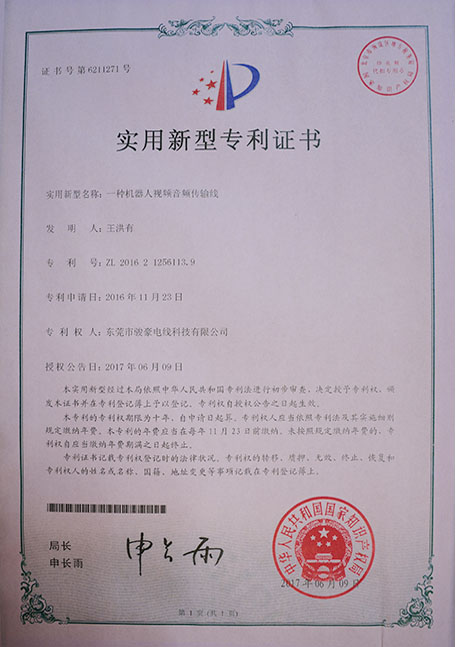 证书号第6211271号
实用新型专利证书
实用新型名称：一种机器人视频音频传输线
发明人：王洪有
专利号：ZL 2016 2 1256113.9
专利申请日：2016年11月23日
专利权人：东莞市骏豪电线科技有限公司
授权公告日：2017年06月09日
本实用新型经过本局依照中华人民共和国专利法进行初步审查，决定授予专利权，颁
发本证书并在专利登记簿上予以登记。专利权自授权公告之日起生效。
本专利的专利权期限为十年，自申请日起算。专利权人应当依照专利法及其实施细则
规定缴纳年费。本专利的年费应当在每年11月23日前缴纳。未按照规定缴纳年费的，专利
权自应当缴纳年费期满之日起终止。
专利证书记载专利权登记时的法律状况。专利权的转移、质押、无效、终止、恢复和
专利权人的姓名或名称、国籍、地址变更等事项记载在专利登记簿上。
局长
申长雨
申长雨
中华人民共和国国家知识产权局
2017年06月09日
第1页(共1页)